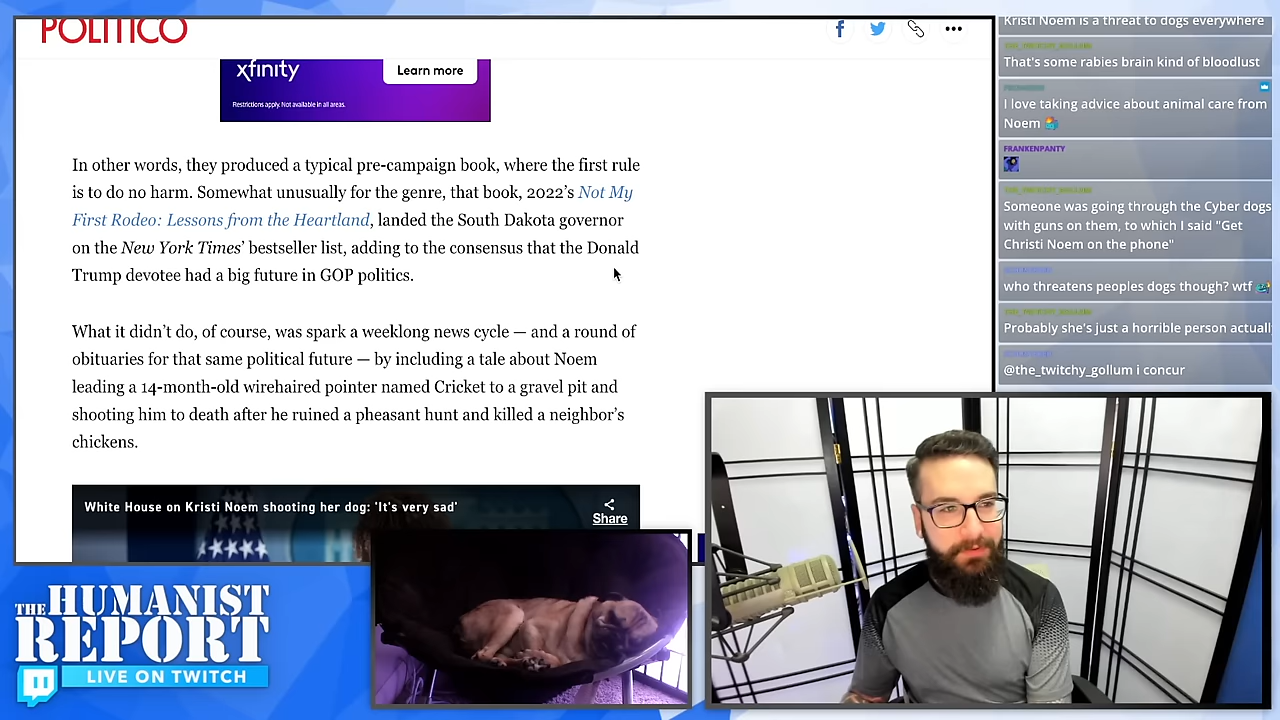 POLITICO
xfinity
Learn more
Restrictions apply. Not available in all areas.
In other words, they produced a typical pre-campaign book, where the first rule
is to do no harm. Somewhat unusually for the genre, that book, 2022’s Not My
First Rodeo: Lessons from the Heartland, landed the South Dakota governor
on the New York Times’ bestseller list, adding to the consensus that the Donald
Trump devotee had a big future in GOP politics.
What it didn’t do, of course, was spark a weeklong news cycle — and a round of
obituaries for that same political future — by including a tale about Noem
leading a 14-month-old wirehaired pointer named Cricket to a gravel pit and
shooting him to death after he ruined a pheasant hunt and killed a neighbor’s
chickens.
White House on Kristi Noem shooting her dog: 'It's very sad'
Share
Kristi Noem is a threat to dogs everywhere
That's some rabies brain kind of bloodlust
I love taking advice about animal care from
Noem
FRANKENPANTY
Someone was going through the Cyber dogs
with guns on them, to which I said "Get
Christi Noem on the phone"
who threatens peoples dogs though? wtf
Probably she's just a horrible person actuall
@the_twitchy_gollum i concur
THE
HUMANIST
REPORT
LIVE ON TWITCH